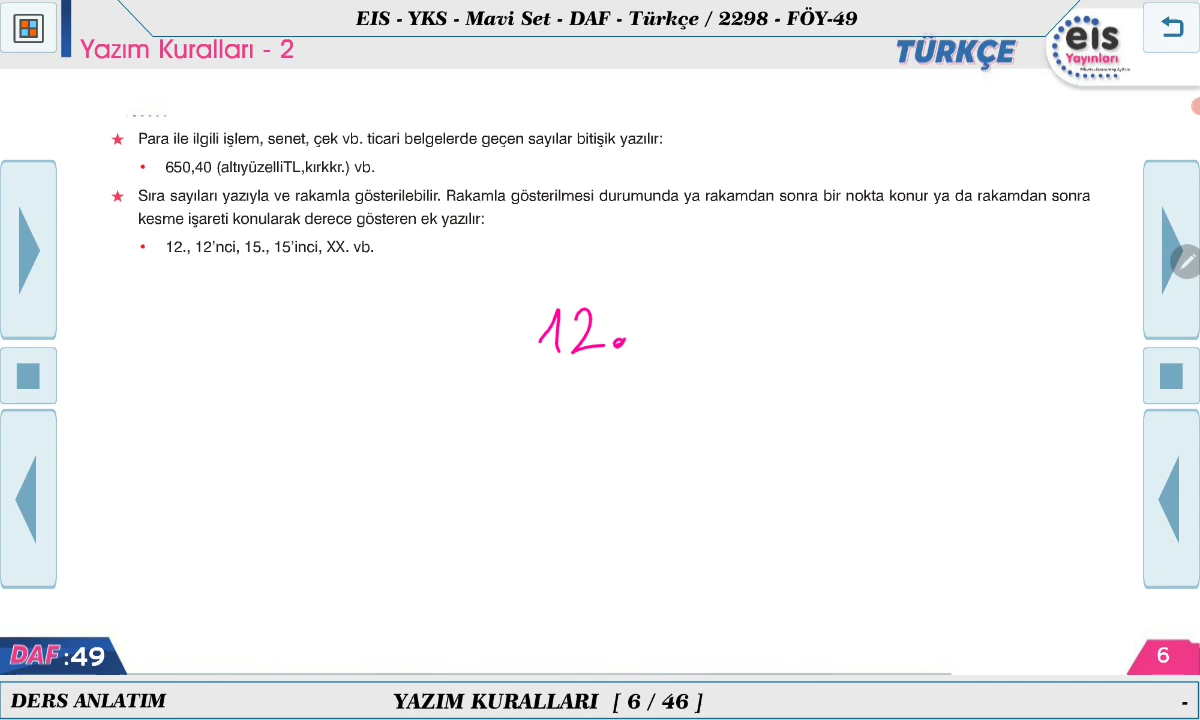 EIS - YKS - Mavi Set - DAF - Türkçe / 2298 - FÖY-49
Yazım Kuralları - 2
TÜRKÇE
eis
Yayınları
★ Para ile ilgili işlem, senet, çek vb. ticari belgelerde geçen sayılar bitişik yazılır:
• 650,40 (altıyüzelliTL,kırkkr.) vb.
★ Sıra sayıları yazıyla ve rakamla gösterilebilir. Rakamla gösterilmesi durumunda ya rakamdan sonra bir nokta konur ya da rakamdan sonra
kesme işareti konularak derece gösteren ek yazılır:
• 12., 12’nci, 15., 15’inci, XX. vb.
12.
DAF :49
6
DERS ANLATIM
YAZIM KURALLARI [ 6 / 46 ]
-